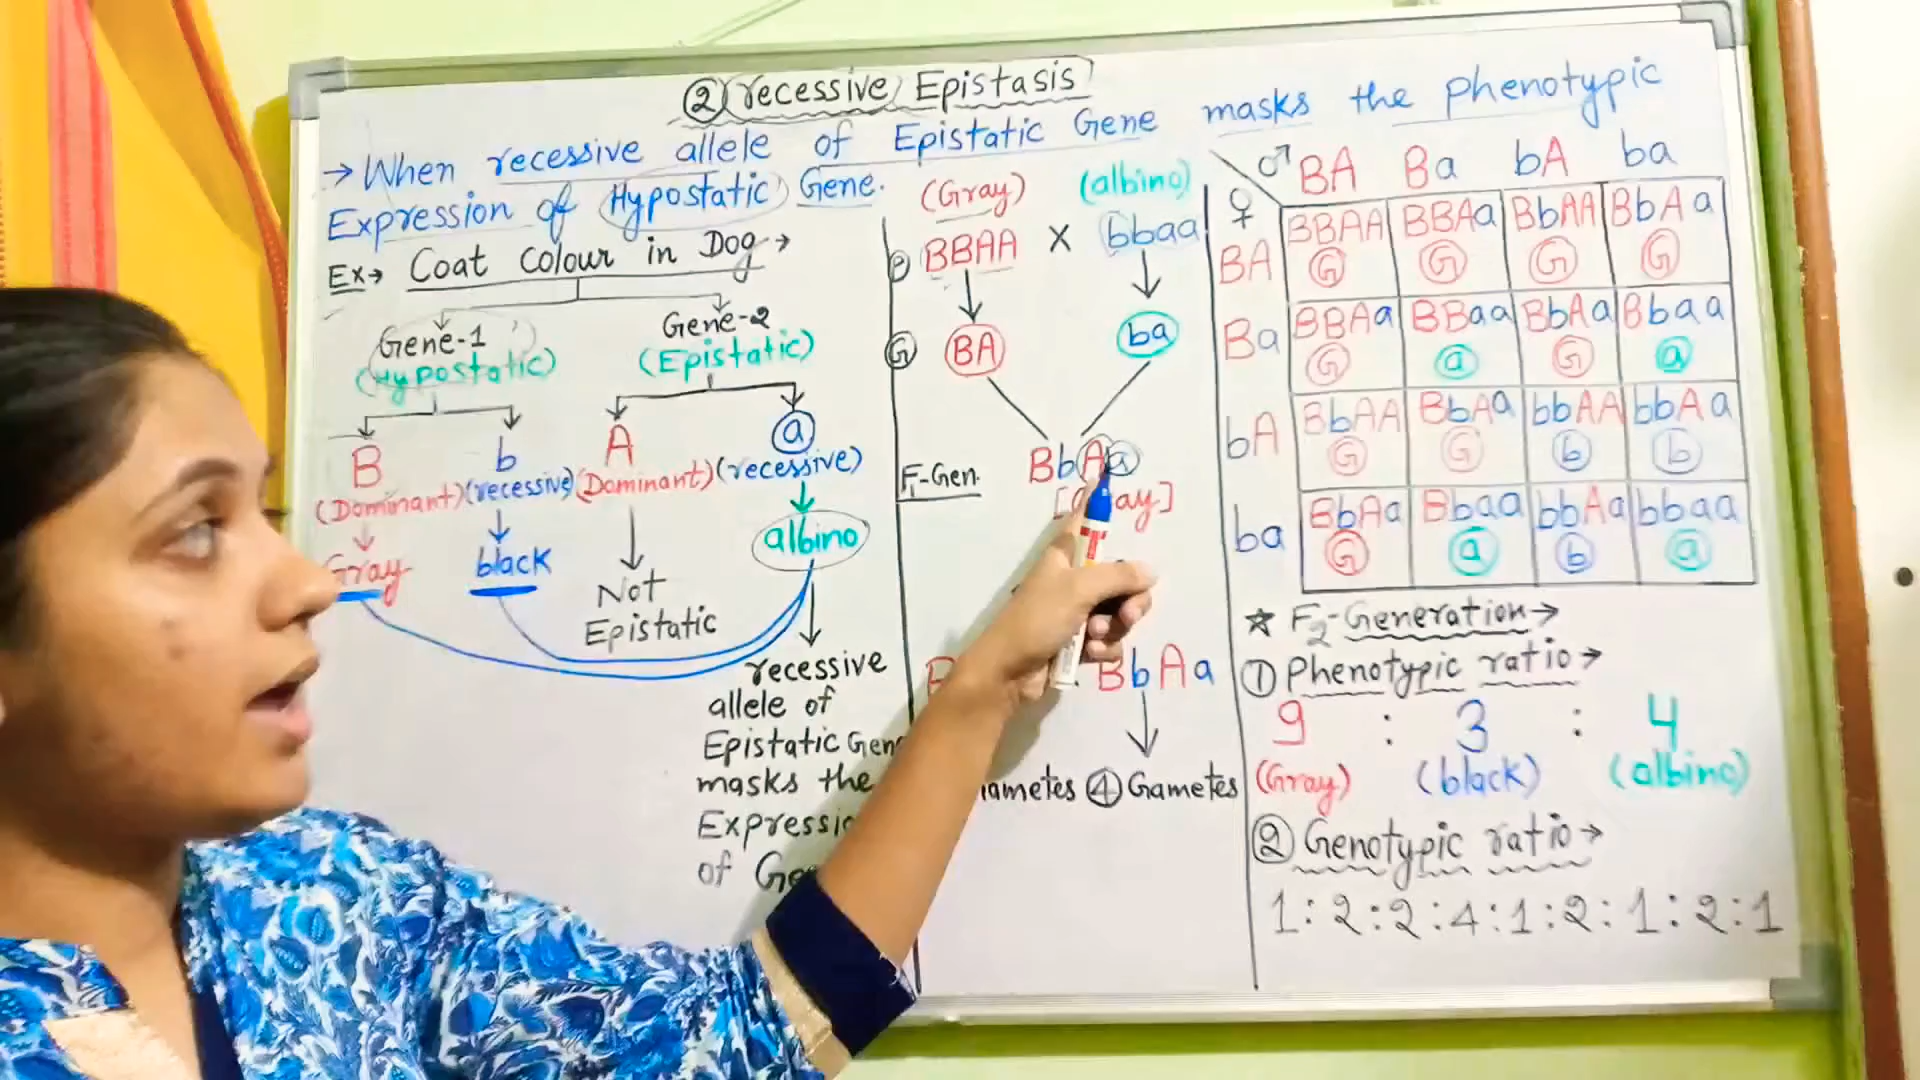 ② recessive Epistasis
→ When recessive allele of Epistatic Gene masks the phenotypic
Expression of Hypostatic Gene.
Ex→ Coat Colour in Dog →
Gene-1
(Hypostatic)
Gene-2
(Epistatic)
B b A a
(Dominant) (recessive) (Dominant) (recessive)
Gray black
Not
Epistatic
albino
recessive
allele of
Epistatic Gen
masks the
Expressio
of Ge
(Gray) (albino)
P BBAA X bbaa
G BA ba
F1-Gen. BbAa
[ ay]
BbAa
ametes ④ Gametes
♂ BA Ba bA ba
♀
BA BBAA BBAa BbAA BbAa
G G G G
Ba BBAa BBaa BbAa Bbaa
G a G a
bA BbAA BbAa bbAA bbAa
G G b b
ba BbAa Bbaa bbAa bbaa
G a b a
☆ F2-Generation →
① Phenotypic ratio →
9 : 3 : 4
(Gray) (black) (albino)
② Genotypic ratio →
1:2:2:4:1:2:1:2:1